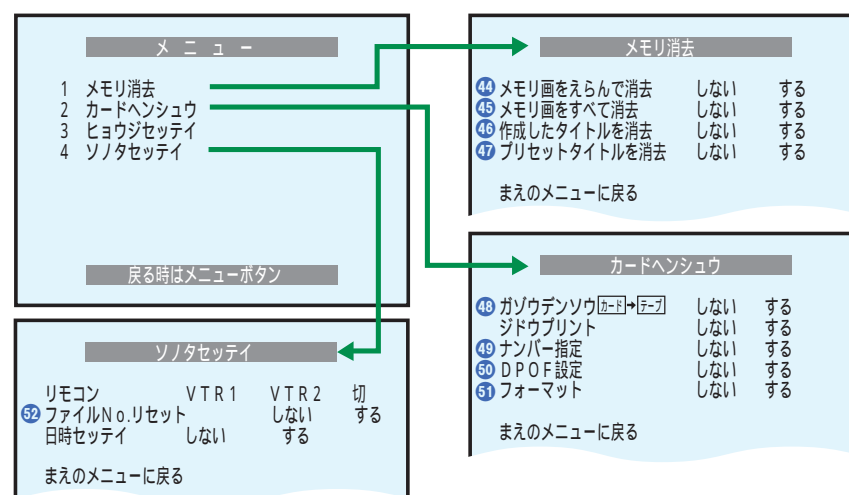 メ ニ ュ ー
1 メモリ消去
2 カードヘンシュウ
3 ヒョウジセッテイ
4 ソノタセッテイ
戻る時はメニューボタン
メモリ消去
44 メモリ画をえらんで消去 しない する
45 メモリ画をすべて消去 しない する
46 作成したタイトルを消去 しない する
47 プリセットタイトルを消去 しない する
まえのメニューに戻る
カードヘンシュウ
48 ガゾウデンソウ カード→テープ しない する
ジドウプリント しない する
49 ナンバー指定 しない する
50 DPOF設定 しない する
51 フォーマット しない する
まえのメニューに戻る
ソノタセッテイ
リモコン VTR1 VTR2 切
52 ファイルNo.リセット しない する
日時セッテイ しない する
まえのメニューに戻る